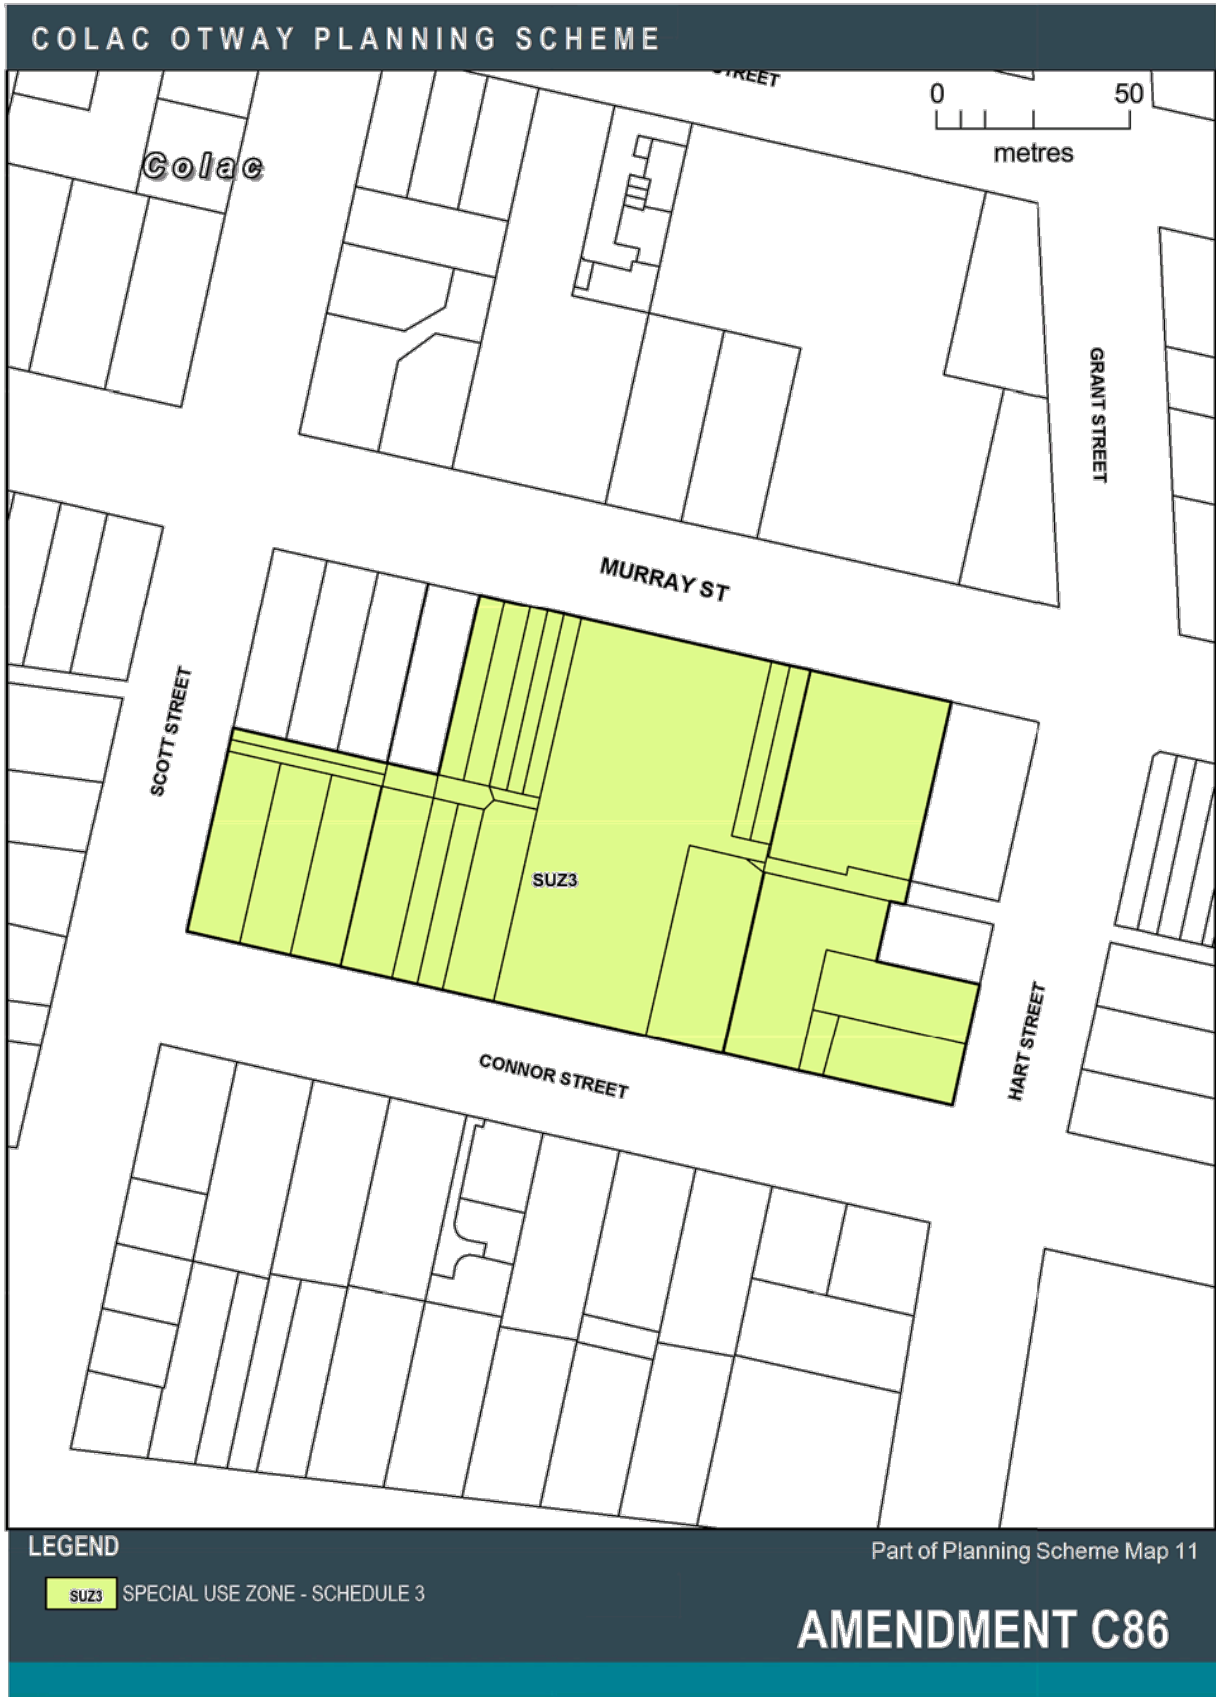 COLAC OTWAY PLANNING SCHEME
STREET
0 50
metres
Colac
GRANT STREET
MURRAY ST
SCOTT STREET
SUZ3
HART STREET
CONNOR STREET
LEGEND
Part of Planning Scheme Map 11
SUZ3 SPECIAL USE ZONE - SCHEDULE 3
AMENDMENT C86